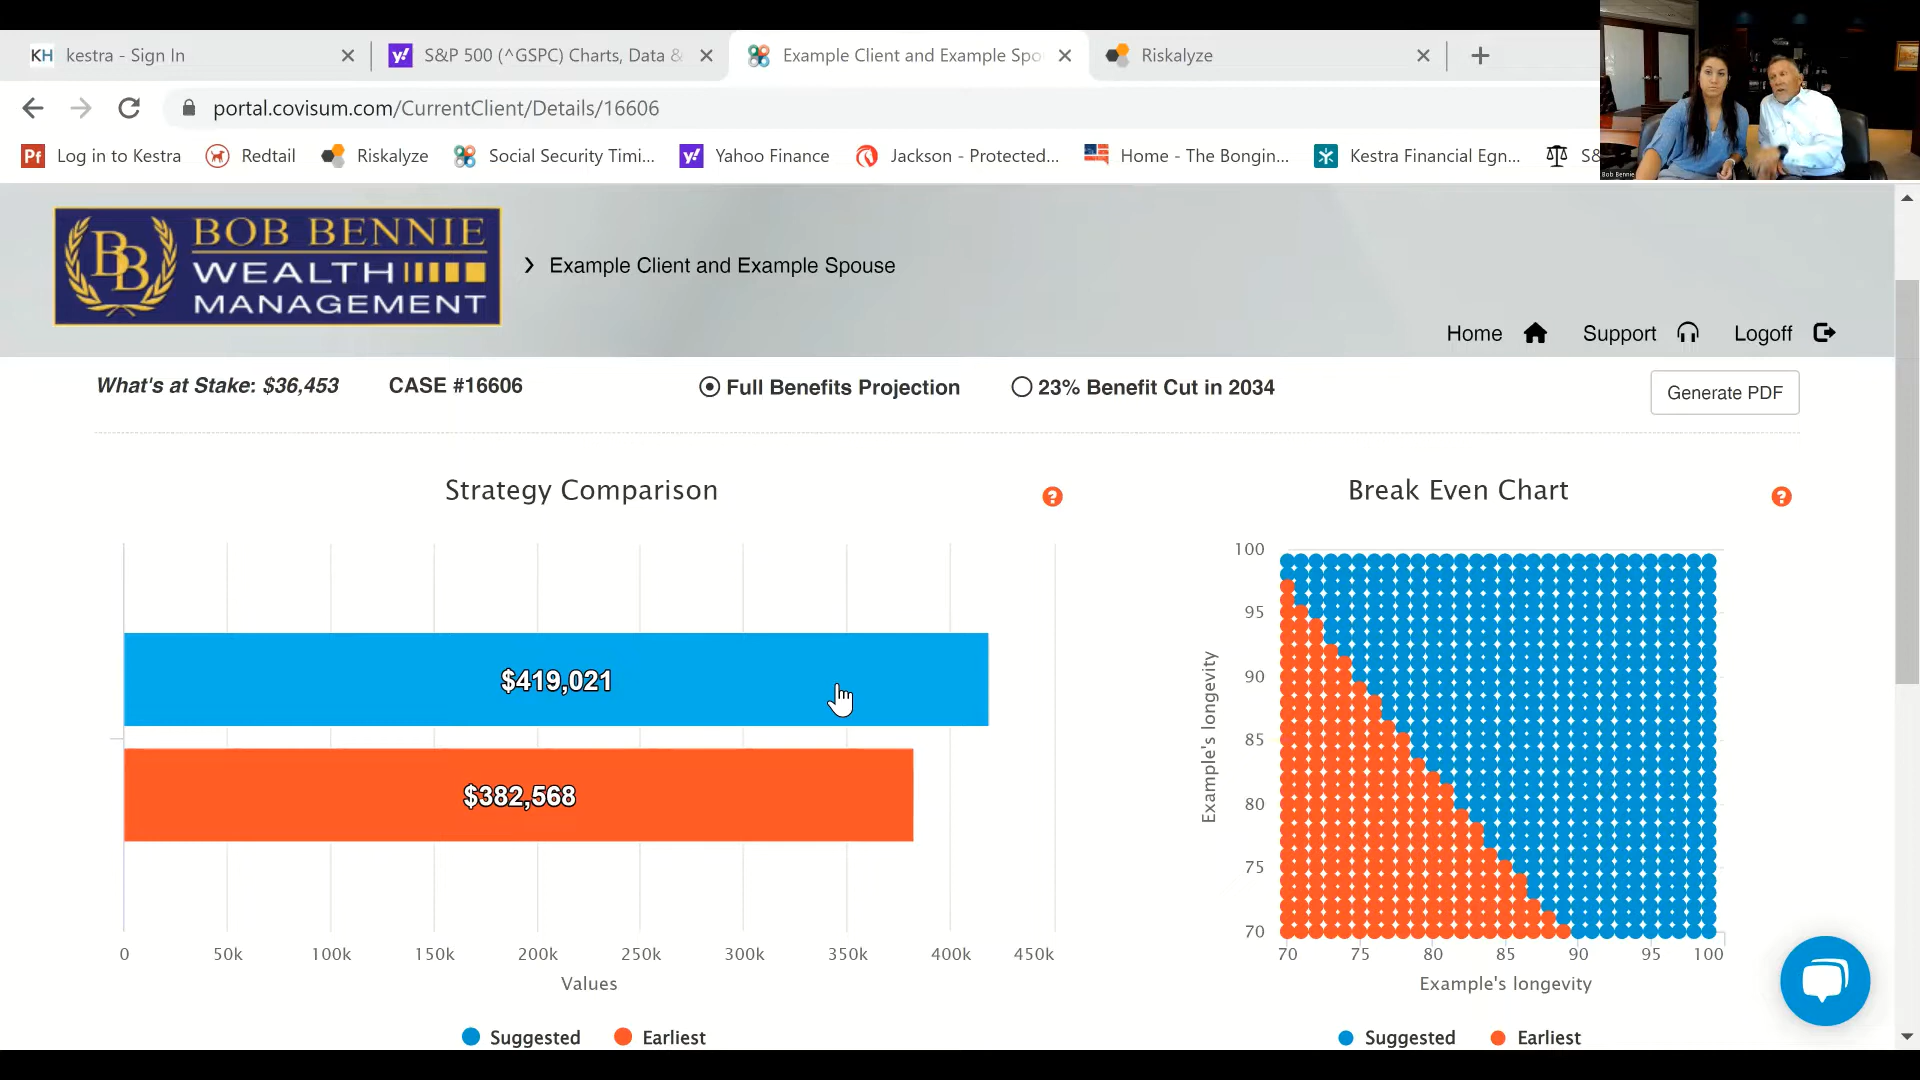 kestra - Sign In
S&P 500 (^GSPC) Charts, Data &
Example Client and Example Spo
Riskalyze
portal.covisum.com/CurrentClient/Details/16606
Log in to Kestra
Redtail
Riskalyze
Social Security Timi...
Yahoo Finance
Jackson - Protected...
Home - The Bongin...
Kestra Financial Egn...
S&
Bob Bennie
BB
BOB BENNIE
WEALTH
MANAGEMENT
Example Client and Example Spouse
Home
Support
Logoff
What's at Stake: $36,453
CASE #16606
Full Benefits Projection
23% Benefit Cut in 2034
Generate PDF
Strategy Comparison
?
$419,021
$382,568
0 50k 100k 150k 200k 250k 300k 350k 400k 450k
Values
Suggested Earliest
Break Even Chart
?
100
95
90
85
80
75
70
Example's longevity
70 75 80 85 90 95 100
Example's longevity
Suggested Earliest